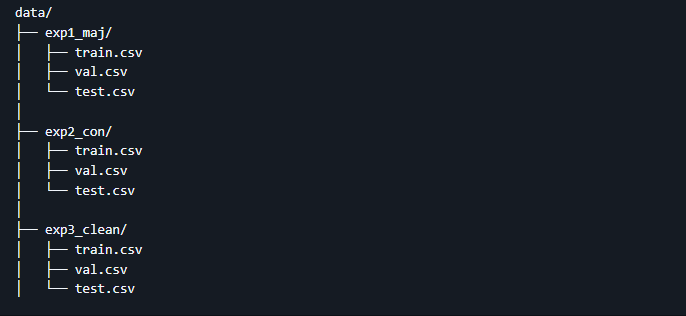 data/
├── exp1_maj/
│   ├── train.csv
│   ├── val.csv
│   └── test.csv
│
├── exp2_con/
│   ├── train.csv
│   ├── val.csv
│   └── test.csv
│
├── exp3_clean/
│   ├── train.csv
│   ├── val.csv
│   └── test.csv